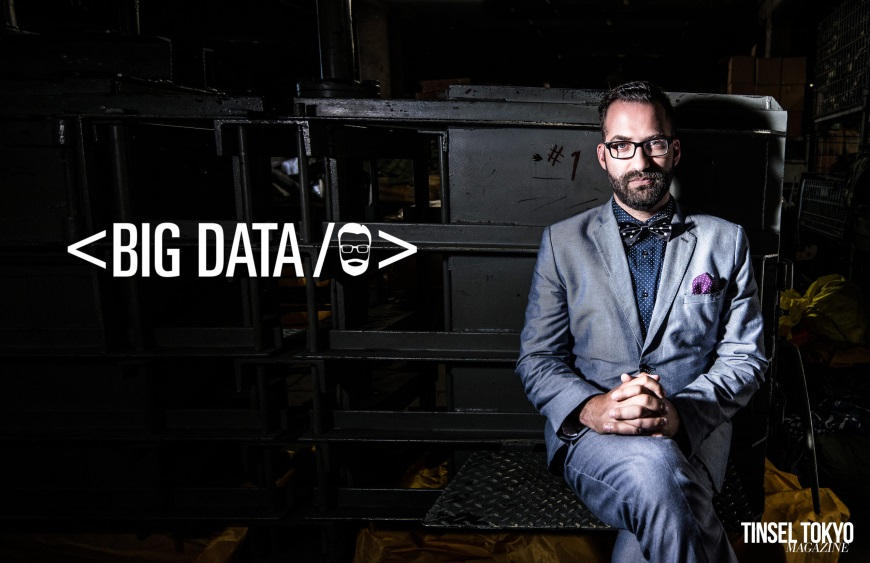 #1
<BIG DATA / >
TINSEL TOKYO
MAGAZINE